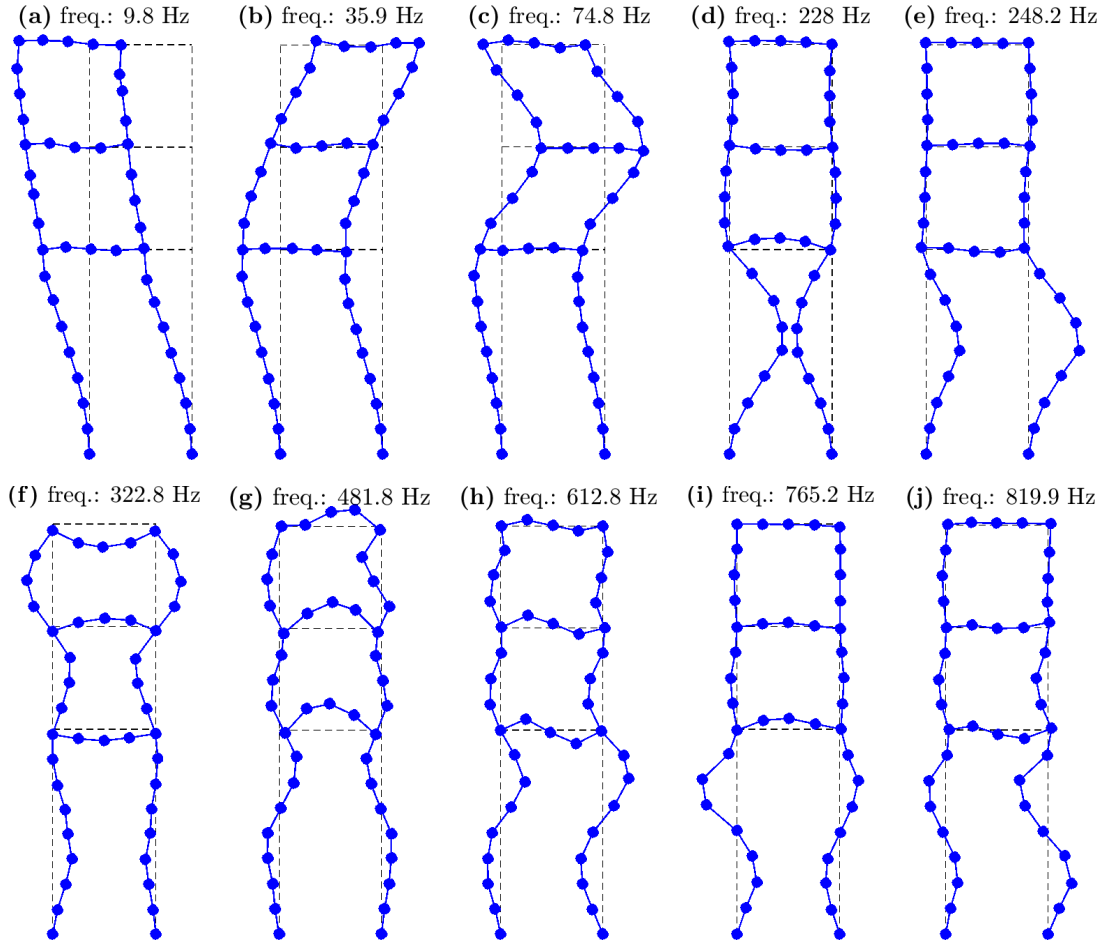 (a) freq.: 9.8 Hz
(b) freq.: 35.9 Hz
(c) freq.: 74.8 Hz
(d) freq.: 228 Hz
(e) freq.: 248.2 Hz
(f) freq.: 322.8 Hz
(g) freq.: 481.8 Hz
(h) freq.: 612.8 Hz
(i) freq.: 765.2 Hz
(j) freq.: 819.9 Hz